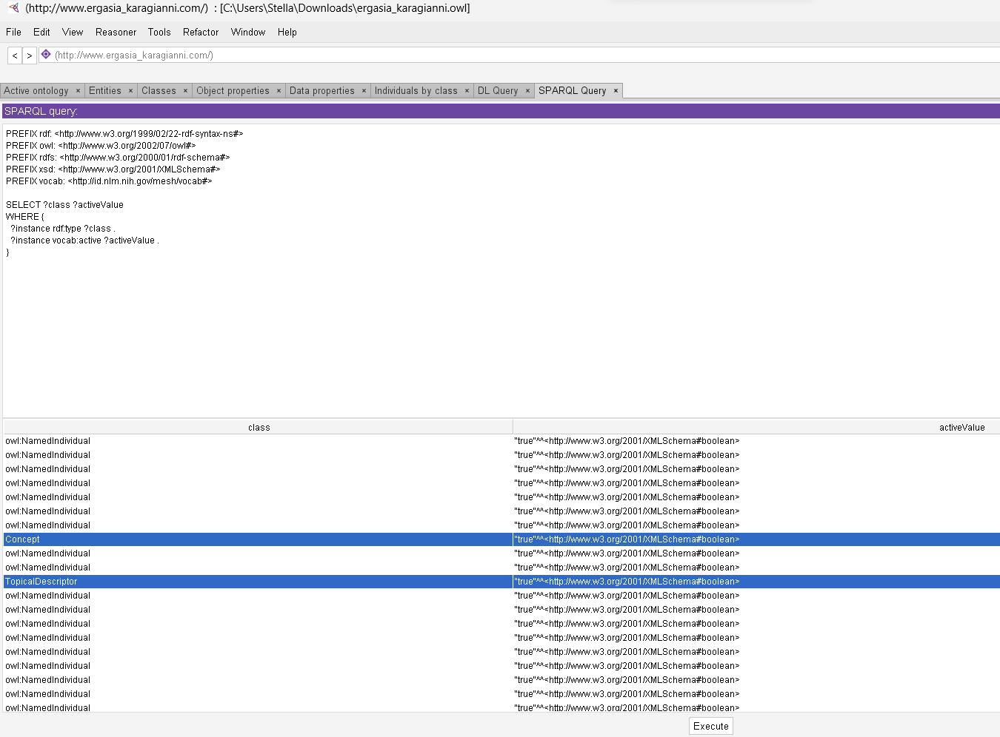 (http://www.ergasia_karagianni.com/) : [C:\Users\Stella\Downloads\ergasia_karagianni.owl]
File Edit View Reasoner Tools Refactor Window Help
< > (http://www.ergasia_karagianni.com/)
Active ontology × Entities × Classes × Object properties × Data properties × Individuals by class × DL Query × SPARQL Query ×
SPARQL query:
PREFIX rdf: <http://www.w3.org/1999/02/22-rdf-syntax-ns#>
PREFIX owl: <http://www.w3.org/2002/07/owl#>
PREFIX rdfs: <http://www.w3.org/2000/01/rdf-schema#>
PREFIX xsd: <http://www.w3.org/2001/XMLSchema#>
PREFIX vocab: <http://id.nlm.nih.gov/mesh/vocab#>
SELECT ?class ?activeValue
WHERE {
?instance rdf:type ?class .
?instance vocab:active ?activeValue .
}
class activeValue
owl:NamedIndividual "true"^^<http://www.w3.org/2001/XMLSchema#boolean>
owl:NamedIndividual "true"^^<http://www.w3.org/2001/XMLSchema#boolean>
owl:NamedIndividual "true"^^<http://www.w3.org/2001/XMLSchema#boolean>
owl:NamedIndividual "true"^^<http://www.w3.org/2001/XMLSchema#boolean>
owl:NamedIndividual "true"^^<http://www.w3.org/2001/XMLSchema#boolean>
owl:NamedIndividual "true"^^<http://www.w3.org/2001/XMLSchema#boolean>
owl:NamedIndividual "true"^^<http://www.w3.org/2001/XMLSchema#boolean>
Concept "true"^^<http://www.w3.org/2001/XMLSchema#boolean>
owl:NamedIndividual "true"^^<http://www.w3.org/2001/XMLSchema#boolean>
owl:NamedIndividual "true"^^<http://www.w3.org/2001/XMLSchema#boolean>
TopicalDescriptor "true"^^<http://www.w3.org/2001/XMLSchema#boolean>
owl:NamedIndividual "true"^^<http://www.w3.org/2001/XMLSchema#boolean>
owl:NamedIndividual "true"^^<http://www.w3.org/2001/XMLSchema#boolean>
owl:NamedIndividual "true"^^<http://www.w3.org/2001/XMLSchema#boolean>
owl:NamedIndividual "true"^^<http://www.w3.org/2001/XMLSchema#boolean>
owl:NamedIndividual "true"^^<http://www.w3.org/2001/XMLSchema#boolean>
owl:NamedIndividual "true"^^<http://www.w3.org/2001/XMLSchema#boolean>
owl:NamedIndividual "true"^^<http://www.w3.org/2001/XMLSchema#boolean>
owl:NamedIndividual "true"^^<http://www.w3.org/2001/XMLSchema#boolean>
owl:NamedIndividual "true"^^<http://www.w3.org/2001/XMLSchema#boolean>
Execute